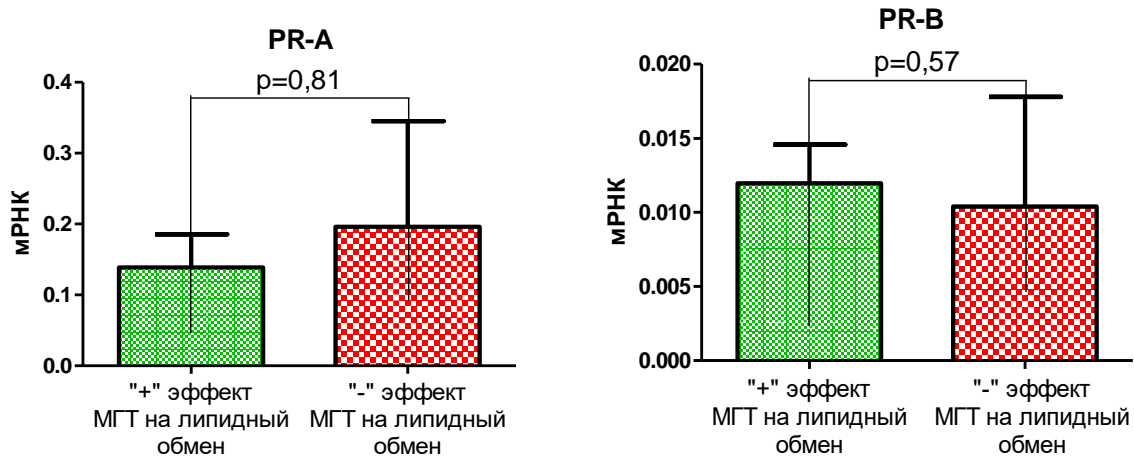 PR-A
p=0,81
0.4
0.3
0.2
0.1
0.0
мРНК
"+" эффект
МГТ на липидный
обмен
"-" эффект
МГТ на липидный
обмен
PR-B
p=0,57
0.020
0.015
0.010
0.005
0.000
мРНК
"+" эффект
МГТ на липидный
обмен
"-" эффект
МГТ на липидный
обмен